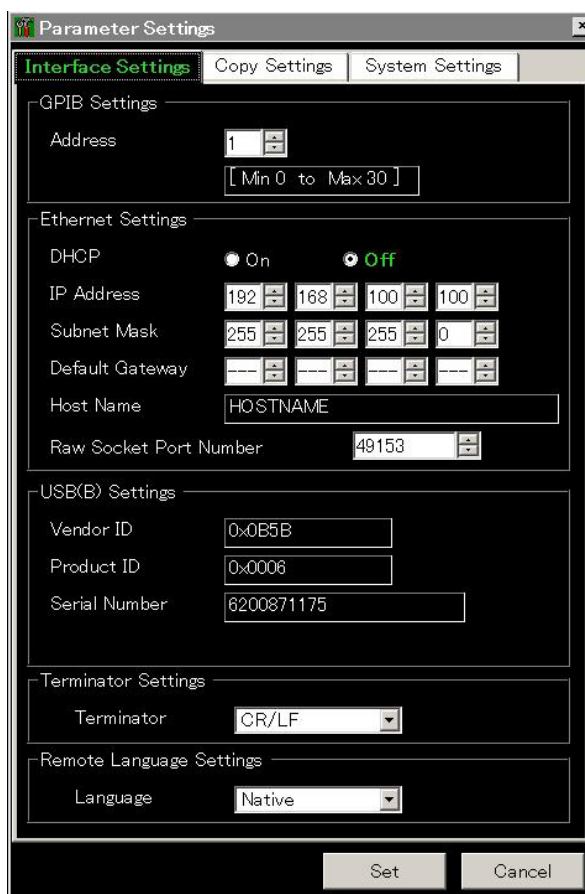 Parameter Settings
Interface Settings Copy Settings System Settings
GPIB Settings
Address 1
[ Min 0 to Max 30 ]
Ethernet Settings
DHCP On Off
IP Address 192 168 100 100
Subnet Mask 255 255 255 0
Default Gateway --- --- --- ---
Host Name HOSTNAME
Raw Socket Port Number 49153
USB(B) Settings
Vendor ID 0x0B5B
Product ID 0x0006
Serial Number 6200871175
Terminator Settings
Terminator CR/LF
Remote Language Settings
Language Native
Set Cancel